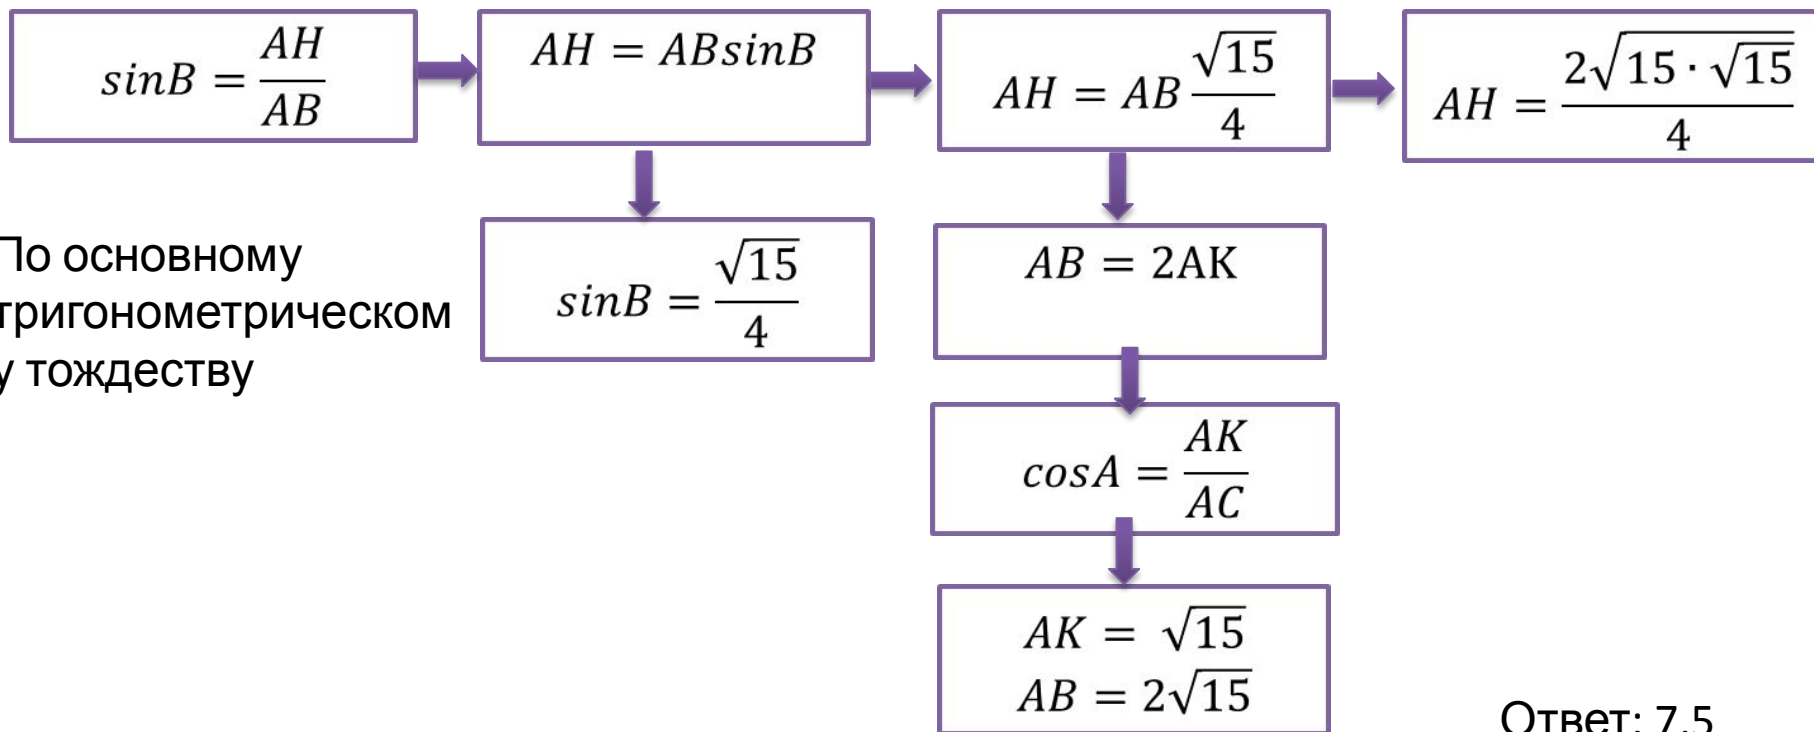 sinB = AH/AB
AH = ABsinB
AH = AB √15/4
AH = 2√(15·√15)/4
По основному
тригонометрическом
у тождеству
sinB = √15/4
AB = 2AK
cosA = AK/AC
AK = √15
AB = 2√15
Ответ: 7.5